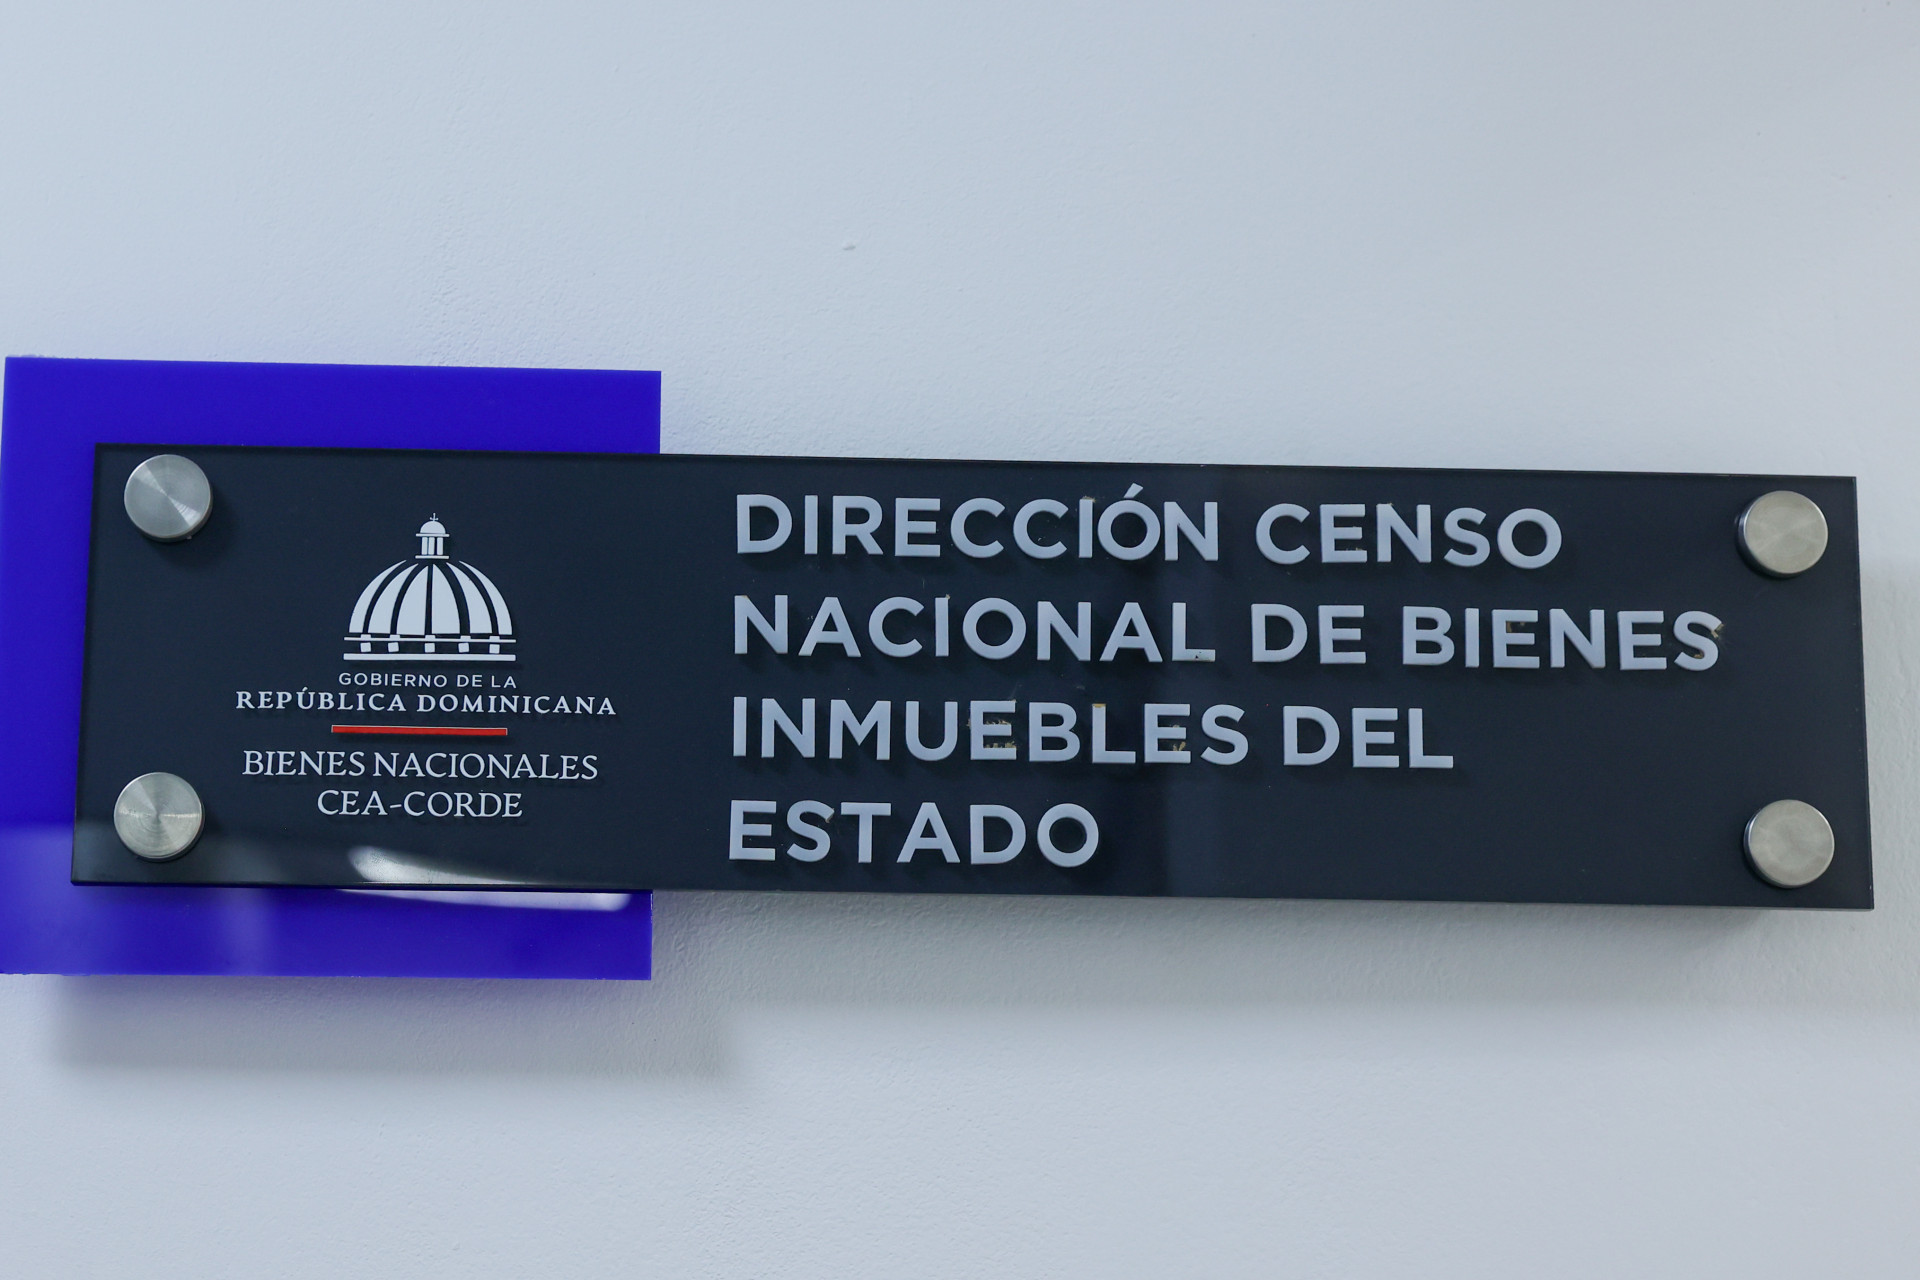 GOBIERNO DE LA
REPÚBLICA DOMINICANA
BIENES NACIONALES
CEA-CORDE
DIRECCIÓN CENSO
NACIONAL DE BIENES
INMUEBLES DEL
ESTADO